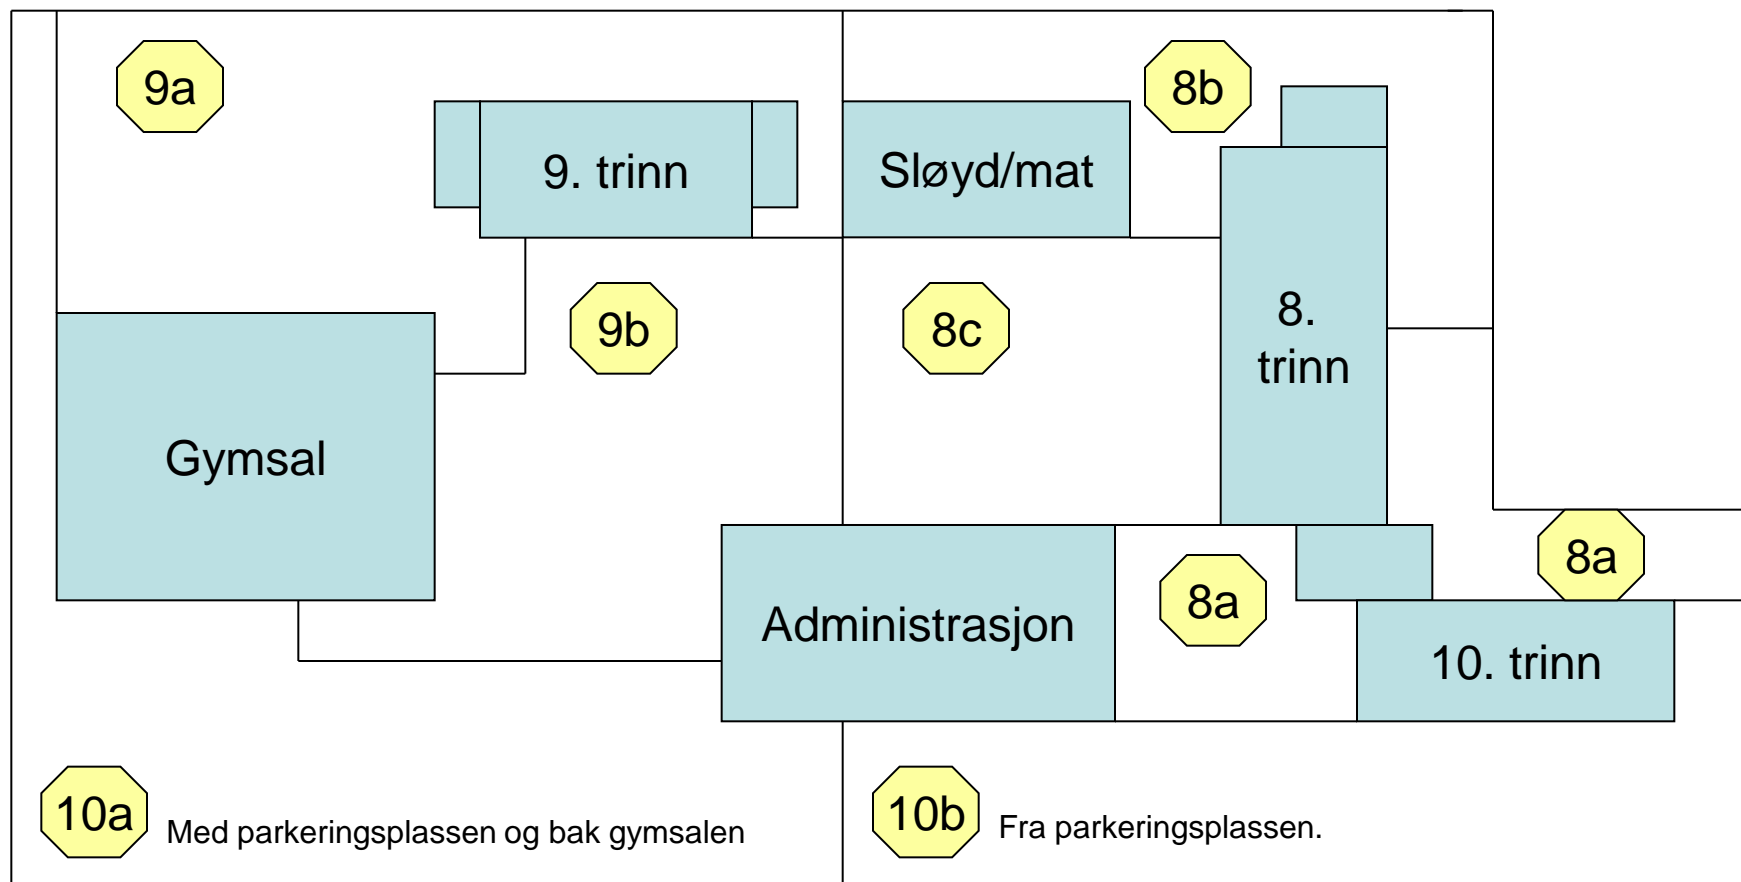 9a
8b
9. trinn
Sløyd/mat
9b
8c
8.
trinn
Gymsal
8a
8a
Administrasjon
10. trinn
10a
Med parkeringsplassen og bak gymsalen
10b
Fra parkeringsplassen.